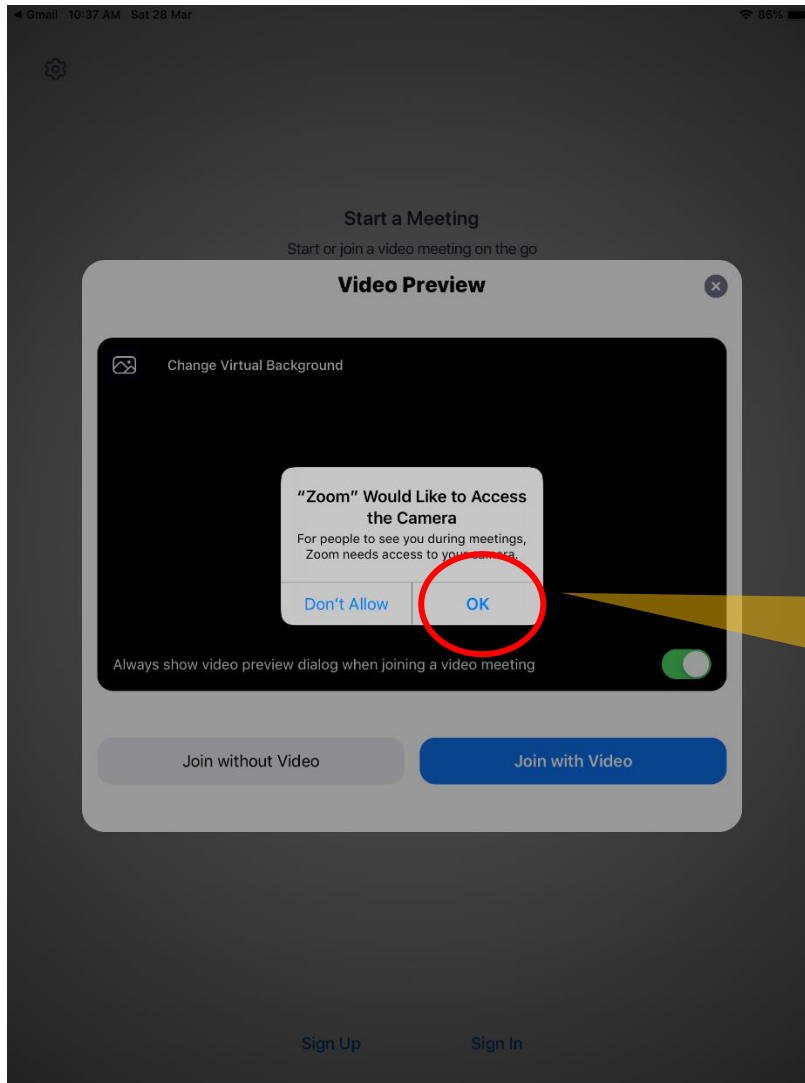 Gmail 10:37 AM Sat 28 Mar 86%
Start a Meeting
Start or join a video meeting on the go
Video Preview
Change Virtual Background
“Zoom” Would Like to Access
the Camera
For people to see you during meetings,
Zoom needs access to your camera.
Don’t Allow OK
Always show video preview dialog when joining a video meeting
Join without Video Join with Video
Sign Up Sign In